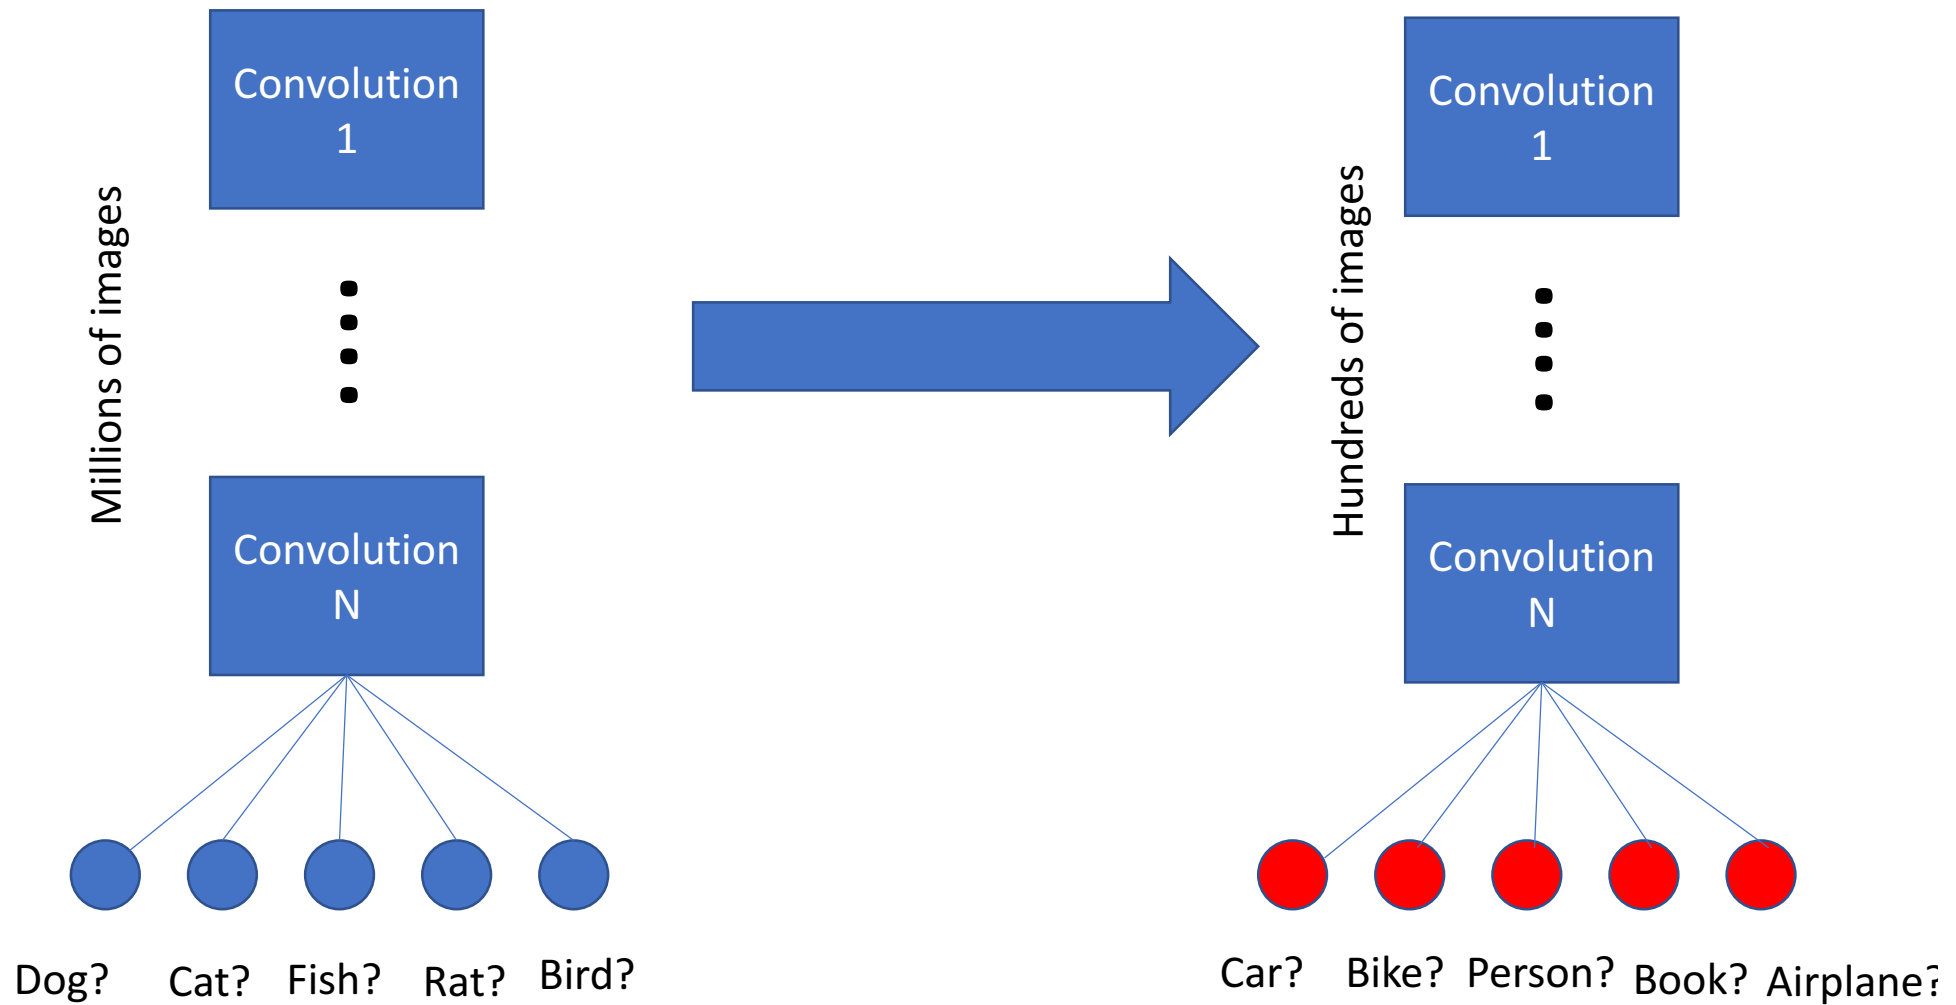 Millions of images
Convolution
1
Convolution
N
Dog?
Cat?
Fish?
Rat?
Bird?
Hundreds of images
Convolution
1
Convolution
N
Car?
Bike?
Person?
Book?
Airplane?